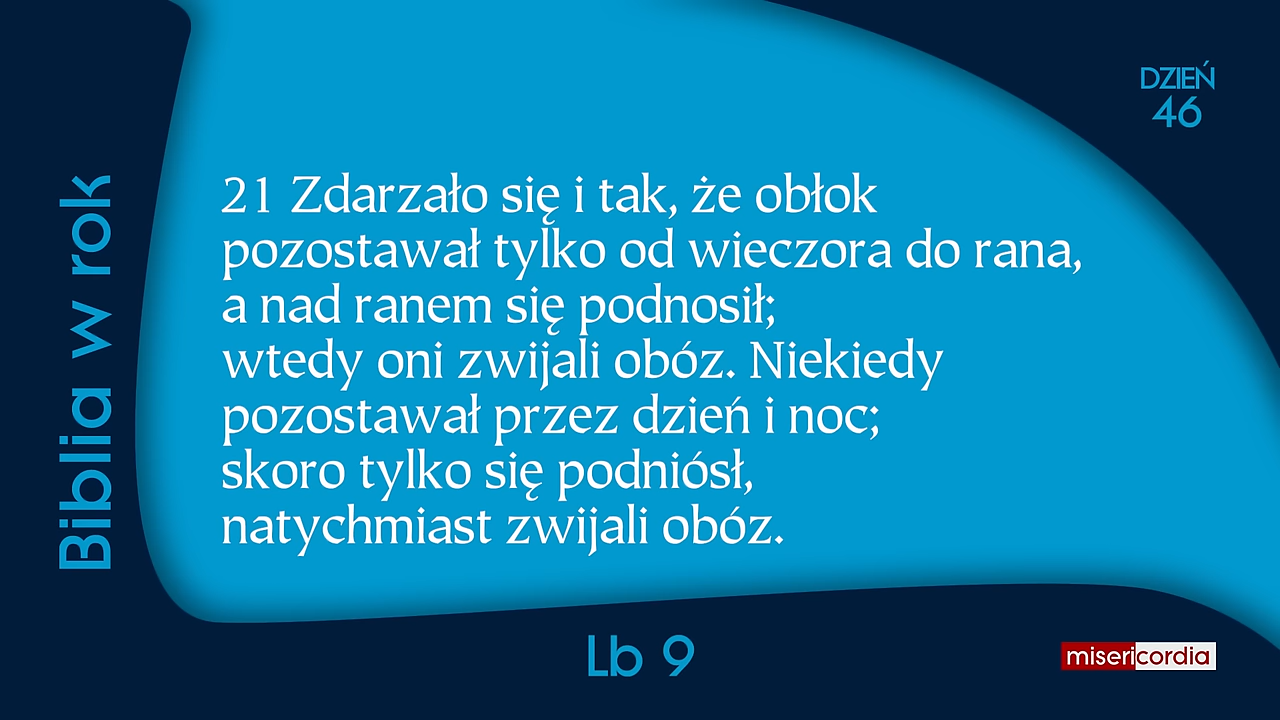 DZIEŃ
46
Biblia w rok
21 Zdarzało się i tak, że obłok
pozostawał tylko od wieczora do rana,
a nad ranem się podnosił;
wtedy oni zwijali obóz. Niekiedy
pozostawał przez dzień i noc;
skoro tylko się podniósł,
natychmiast zwijali obóz.
Lb 9
misericordia